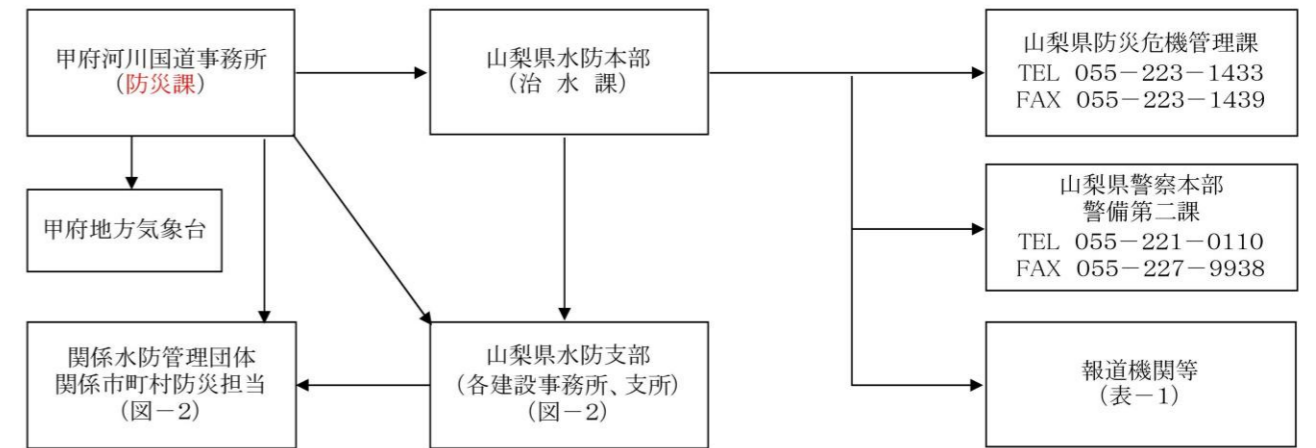 甲府河川国道事務所
（防災課）
山梨県水防本部
（治 水 課）
山梨県防災危機管理課
TEL 055－223－1433
FAX 055－223－1439
甲府地方気象台
山梨県警察本部
警備第二課
TEL 055－221－0110
FAX 055－227－9938
関係水防管理団体
関係市町村防災担当
（図－2）
山梨県水防支部
（各建設事務所、支所）
（図－2）
報道機関等
（表－1）